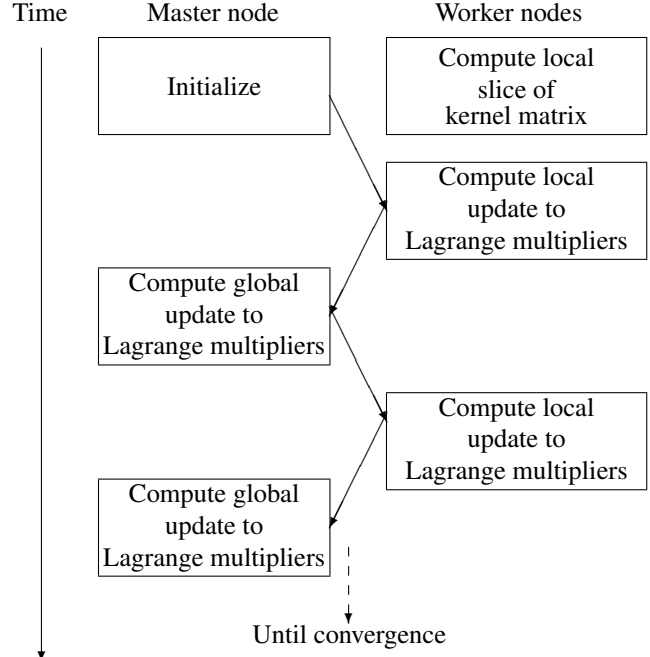 Time
Master node
Worker nodes
Initialize
Compute local
slice of
kernel matrix
Compute local
update to
Lagrange multipliers
Compute global
update to
Lagrange multipliers
Compute local
update to
Lagrange multipliers
Compute global
update to
Lagrange multipliers
Until convergence